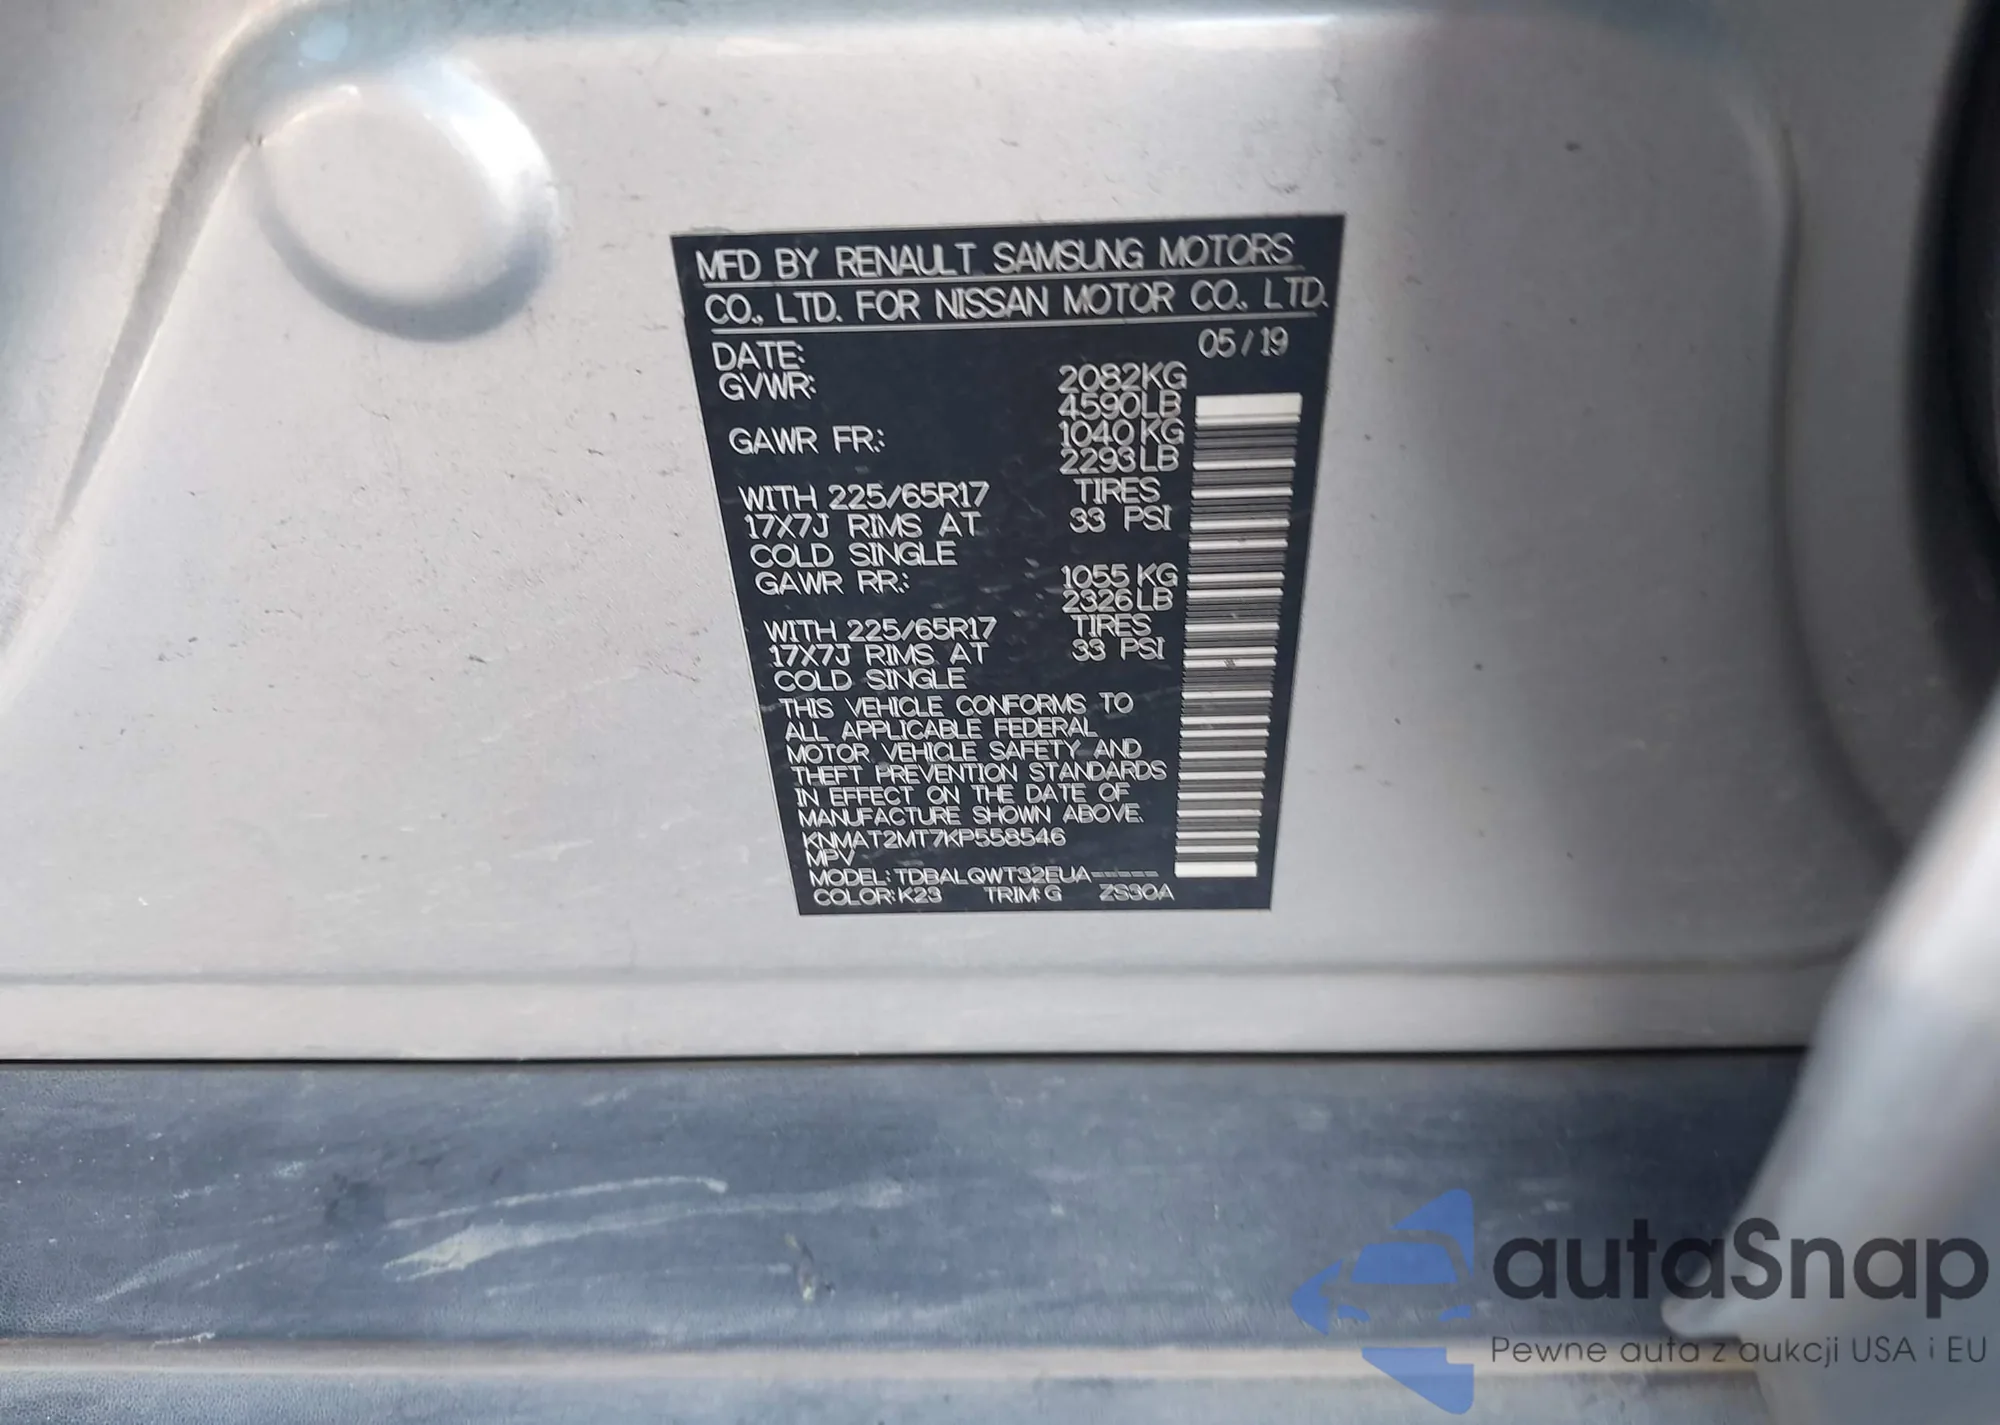 MFD BY RENAULT SAMSUNG MOTORS
CO., LTD. FOR NISSAN MOTOR CO., LTD.
DATE: 05/19
GVWR: 2082KG
4590LB
GAWR FR.: 1040 KG
2293LB
WITH 225/65R17 TIRES
17X7J RIMS AT 33 PSI
COLD SINGLE
GAWR RR.: 1055 KG
2326LB
WITH 225/65R17 TIRES
17X7J RIMS AT 33 PSI
COLD SINGLE
THIS VEHICLE CONFORMS TO
ALL APPLICABLE FEDERAL
MOTOR VEHICLE SAFETY AND
THEFT PREVENTION STANDARDS
IN EFFECT ON THE DATE OF
MANUFACTURE SHOWN ABOVE.
KNMAT2MT7KP558546
MPV
MODEL: TDBALQWT32EUA-----
COLOR: K23 TRIM: G ZS30A
autaSnap
Pewne auta z aukcji USA i EU